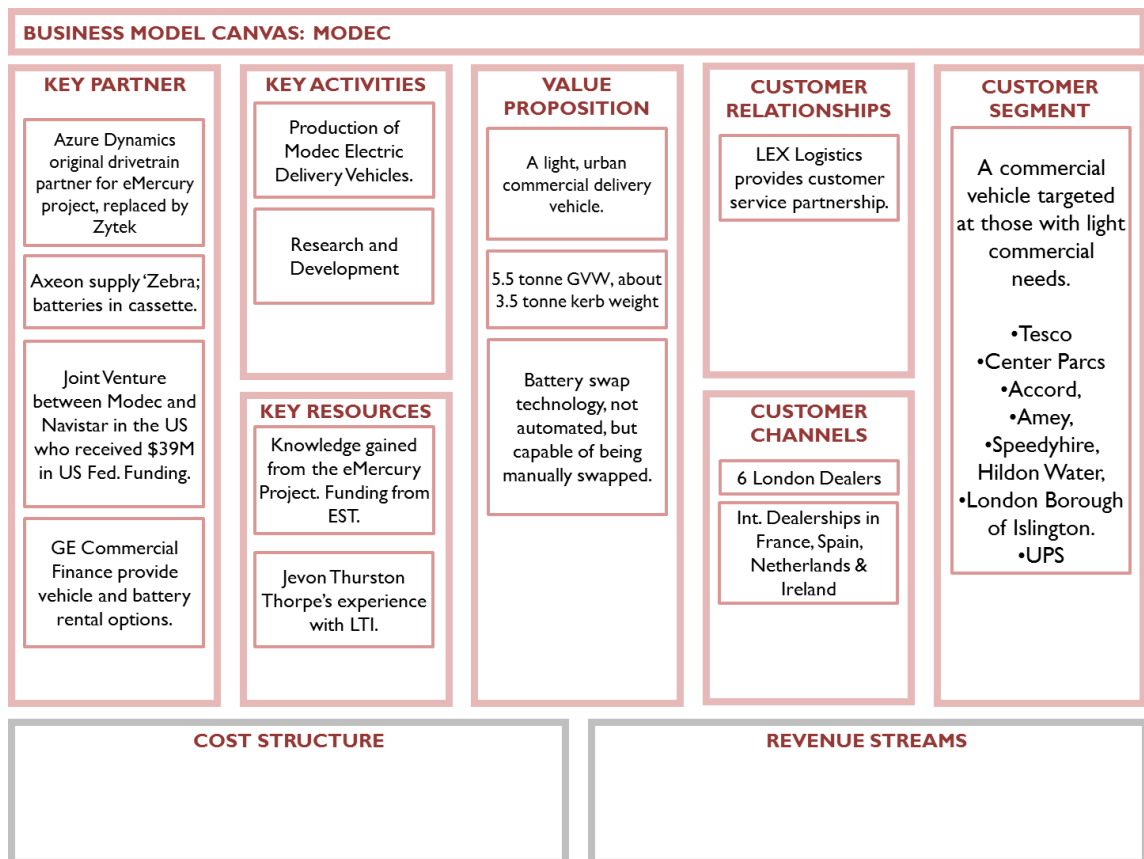 BUSINESS MODEL CANVAS: MODEC
KEY PARTNER
Azure Dynamics
original drivetrain
partner for eMercury
project, replaced by
Zytek
Axeon supply ‘Zebra;
batteries in cassette.
Joint Venture
between Modec and
Navistar in the US
who received $39M
in US Fed. Funding.
GE Commercial
Finance provide
vehicle and battery
rental options.
KEY ACTIVITIES
Production of
Modec Electric
Delivery Vehicles.
Research and
Development
KEY RESOURCES
Knowledge gained
from the eMercury
Project. Funding from
EST.
Jevon Thurston
Thorpe’s experience
with LTI.
VALUE
PROPOSITION
A light, urban
commercial delivery
vehicle.
5.5 tonne GVW, about
3.5 tonne kerb weight
Battery swap
technology, not
automated, but
capable of being
manually swapped.
CUSTOMER
RELATIONSHIPS
LEX Logistics
provides customer
service partnership.
CUSTOMER
CHANNELS
6 London Dealers
Int. Dealerships in
France, Spain,
Netherlands &
Ireland
CUSTOMER
SEGMENT
A commercial
vehicle targeted
at those with light
commercial
needs.
•Tesco
•Center Parcs
•Accord,
•Amey,
•Speedyhire,
Hildon Water,
•London Borough
of Islington.
•UPS
COST STRUCTURE
REVENUE STREAMS